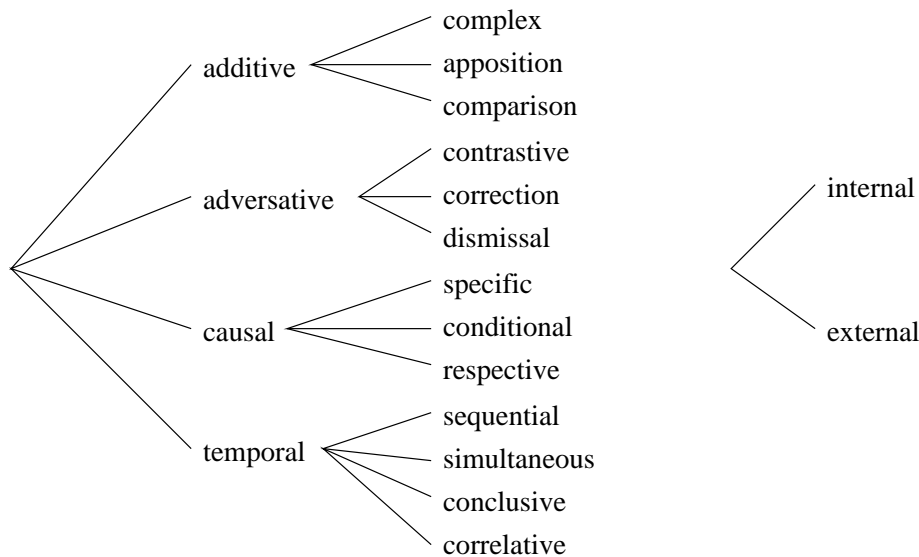 additive
complex
apposition
comparison
adversative
contrastive
correction
dismissal
causal
specific
conditional
respective
temporal
sequential
simultaneous
conclusive
correlative
internal
external